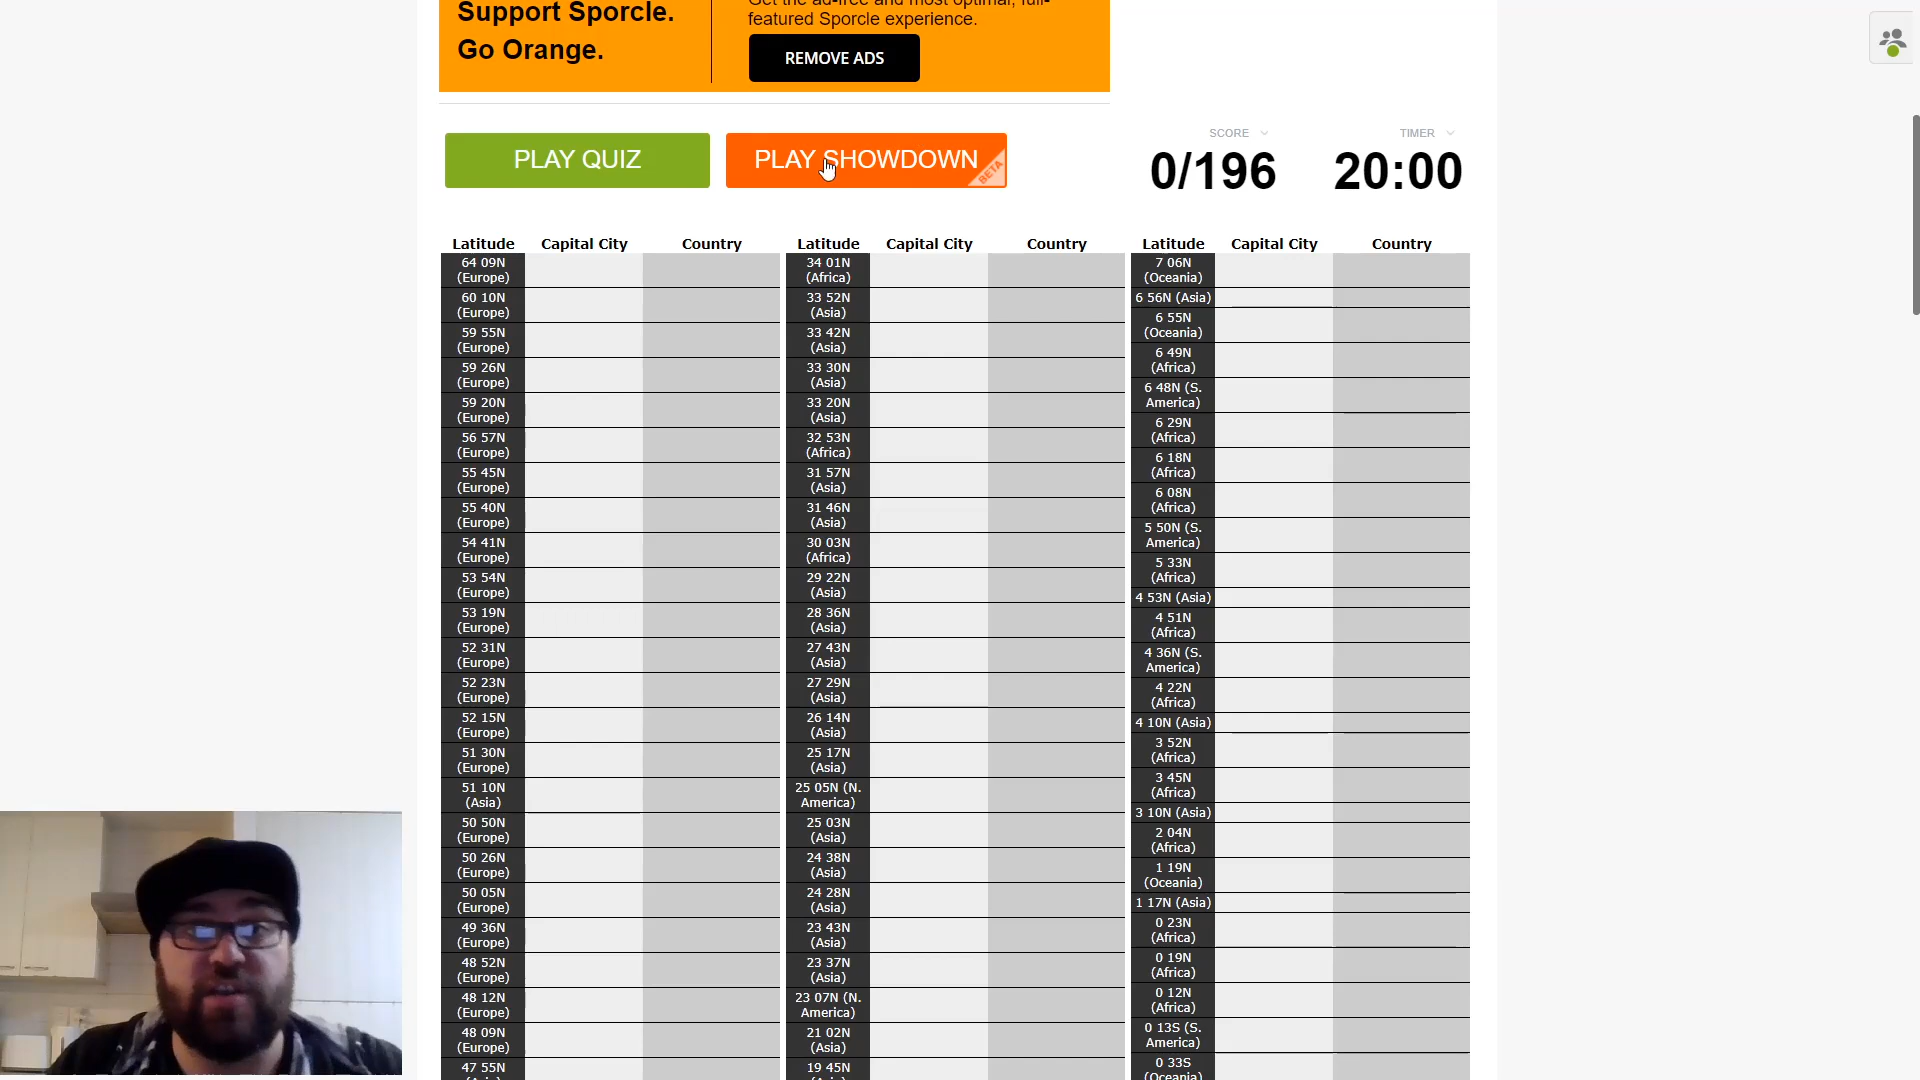 Support Sporcle.
Go Orange.
Get the ad-free and most optimal, full-
featured Sporcle experience.
REMOVE ADS
PLAY QUIZ
PLAY SHOWDOWN
BETA
SCORE
0/196
TIMER
20:00
Latitude Capital City Country
64 09N
(Europe)
60 10N
(Europe)
59 55N
(Europe)
59 26N
(Europe)
59 20N
(Europe)
56 57N
(Europe)
55 45N
(Europe)
55 40N
(Europe)
54 41N
(Europe)
53 54N
(Europe)
53 19N
(Europe)
52 31N
(Europe)
52 23N
(Europe)
52 15N
(Europe)
51 30N
(Europe)
51 10N
(Asia)
50 50N
(Europe)
50 26N
(Europe)
50 05N
(Europe)
49 36N
(Europe)
48 52N
(Europe)
48 12N
(Europe)
48 09N
(Europe)
47 55N
Latitude Capital City Country
34 01N
(Africa)
33 52N
(Asia)
33 42N
(Asia)
33 30N
(Asia)
33 20N
(Asia)
32 53N
(Africa)
31 57N
(Asia)
31 46N
(Asia)
30 03N
(Africa)
29 22N
(Asia)
28 36N
(Asia)
27 43N
(Asia)
27 29N
(Asia)
26 14N
(Asia)
25 17N
(Asia)
25 05N (N.
America)
25 03N
(Asia)
24 38N
(Asia)
24 28N
(Asia)
23 43N
(Asia)
23 37N
(Asia)
23 07N (N.
America)
21 02N
(Asia)
19 45N
Latitude Capital City Country
7 06N
(Oceania)
6 56N (Asia)
6 55N
(Oceania)
6 49N
(Africa)
6 48N (S.
America)
6 29N
(Africa)
6 18N
(Africa)
6 08N
(Africa)
5 50N (S.
America)
5 33N
(Africa)
4 53N (Asia)
4 51N
(Africa)
4 36N (S.
America)
4 22N
(Africa)
4 10N (Asia)
3 52N
(Africa)
3 45N
(Africa)
3 10N (Asia)
2 04N
(Africa)
1 19N
(Oceania)
1 17N (Asia)
0 23N
(Africa)
0 19N
(Africa)
0 12N
(Africa)
0 13S (S.
America)
0 33S
(Oceania)